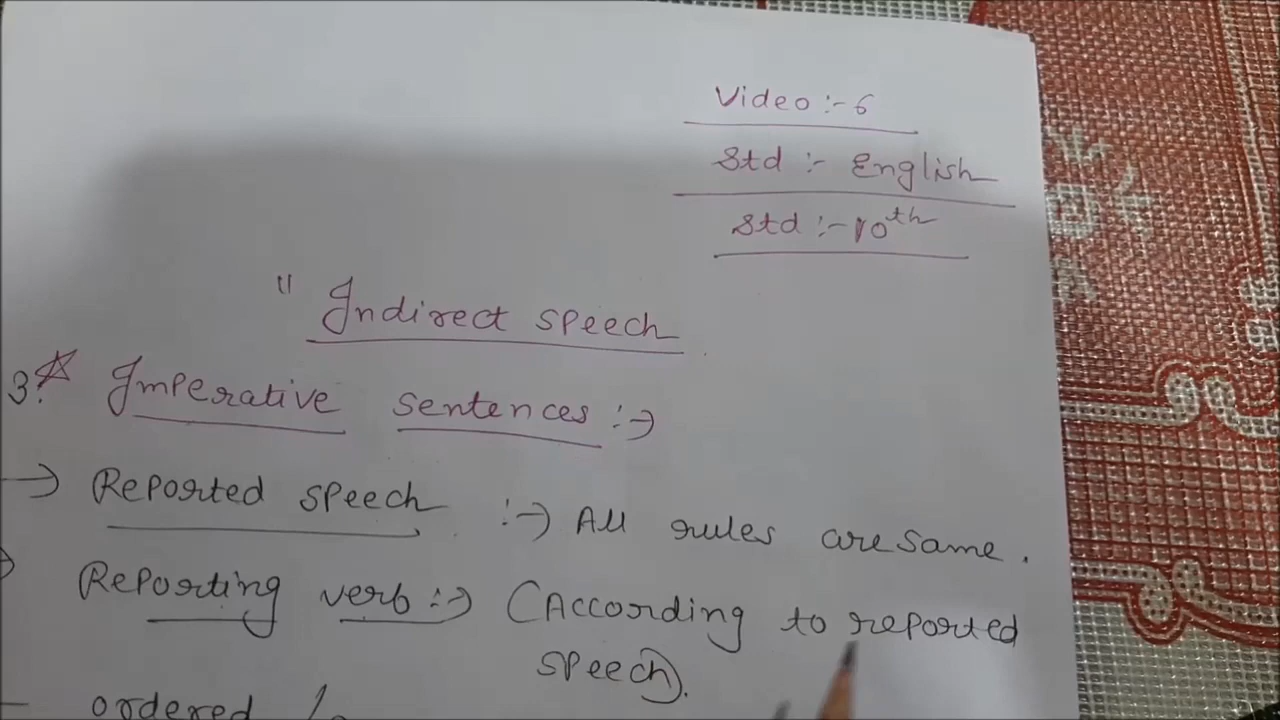 Video :- 6
Std :- English
Std :- 10th
" Indirect speech
3. Imperative sentences :->
-> Reported speech :-> All rules are same.
Reporting verb :-> (According to reported
speech).
- ordered /